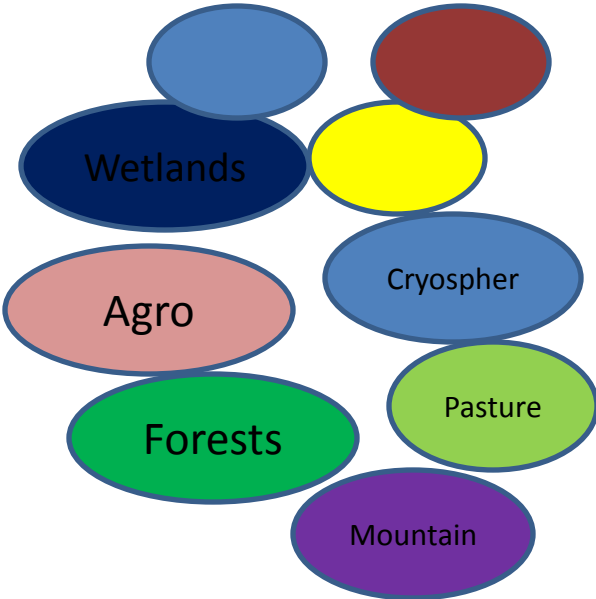 Wetlands
Cryospher
Agro
Pasture
Forests
Mountain